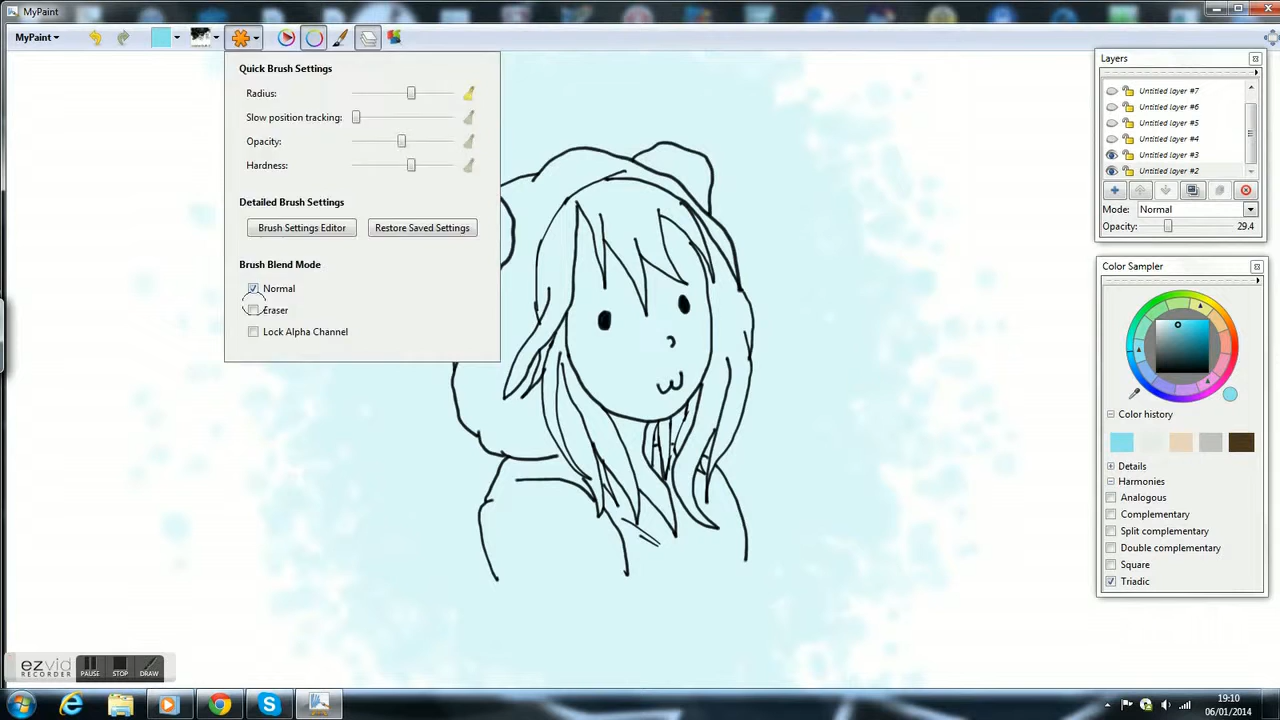 MyPaint
MyPaint
Quick Brush Settings
Radius:
Slow position tracking:
Opacity:
Hardness:
Detailed Brush Settings
Brush Settings Editor
Restore Saved Settings
Brush Blend Mode
Normal
Eraser
Lock Alpha Channel
Layers
Untitled layer #7
Untitled layer #6
Untitled layer #5
Untitled layer #4
Untitled layer #3
Untitled layer #2
Mode: Normal
Opacity: 29.4
Color Sampler
Color history
Details
Harmonies
Analogous
Complementary
Split complementary
Double complementary
Square
Triadic
ezvid
RECORDER
PAUSE STOP DRAW
19:10
06/01/2014